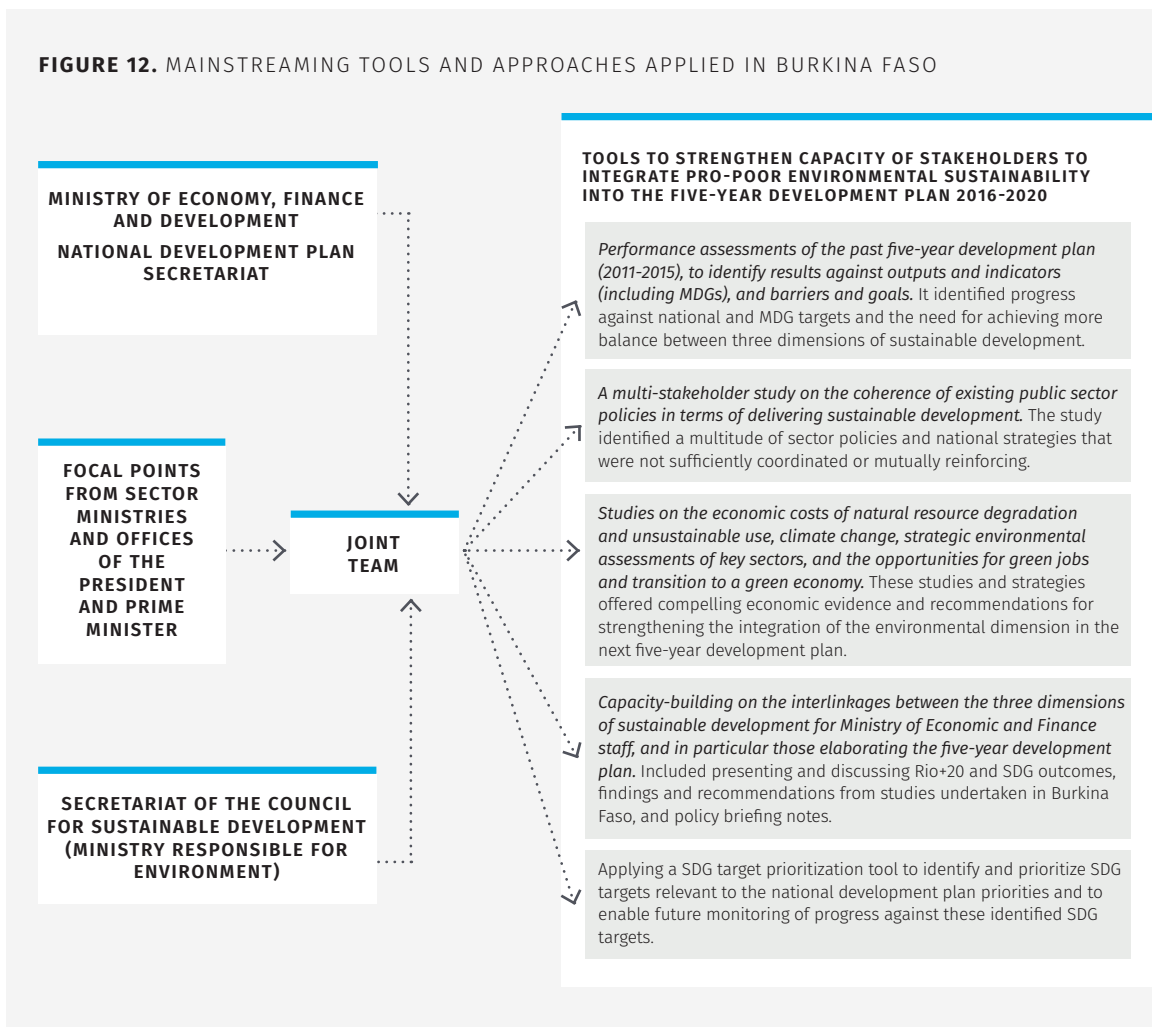 FIGURE 12. MAINSTREAMING TOOLS AND APPROACHES APPLIED IN BURKINA FASO
MINISTRY OF ECONOMY, FINANCE
AND DEVELOPMENT
NATIONAL DEVELOPMENT PLAN
SECRETARIAT
FOCAL POINTS
FROM SECTOR
MINISTRIES
AND OFFICES
OF THE
PRESIDENT
AND PRIME
MINISTER
JOINT
TEAM
SECRETARIAT OF THE COUNCIL
FOR SUSTAINABLE DEVELOPMENT
(MINISTRY RESPONSIBLE FOR
ENVIRONMENT)
TOOLS TO STRENGTHEN CAPACITY OF STAKEHOLDERS TO
INTEGRATE PRO-POOR ENVIRONMENTAL SUSTAINABILITY
INTO THE FIVE-YEAR DEVELOPMENT PLAN 2016-2020
Performance assessments of the past five-year development plan
(2011-2015), to identify results against outputs and indicators
(including MDGs), and barriers and goals. It identified progress
against national and MDG targets and the need for achieving more
balance between three dimensions of sustainable development.
A multi-stakeholder study on the coherence of existing public sector
policies in terms of delivering sustainable development. The study
identified a multitude of sector policies and national strategies that
were not sufficiently coordinated or mutually reinforcing.
Studies on the economic costs of natural resource degradation
and unsustainable use, climate change, strategic environmental
assessments of key sectors, and the opportunities for green jobs
and transition to a green economy. These studies and strategies
offered compelling economic evidence and recommendations for
strengthening the integration of the environmental dimension in the
next five-year development plan.
Capacity-building on the interlinkages between the three dimensions
of sustainable development for Ministry of Economic and Finance
staff, and in particular those elaborating the five-year development
plan. Included presenting and discussing Rio+20 and SDG outcomes,
findings and recommendations from studies undertaken in Burkina
Faso, and policy briefing notes.
Applying a SDG target prioritization tool to identify and prioritize SDG
targets relevant to the national development plan priorities and to
enable future monitoring of progress against these identified SDG
targets.